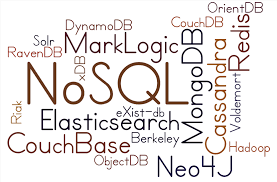 DynamoDB
CouchDB
OrientDB
Solr
MarkLogic
RavenDB
xDB
NoSQL
MongoDB
Cassandra
Redis
Voldemort
Riak
eXist-db
Elasticsearch
Berkeley
Hadoop
CouchBase
ObjectDB
Neo4J